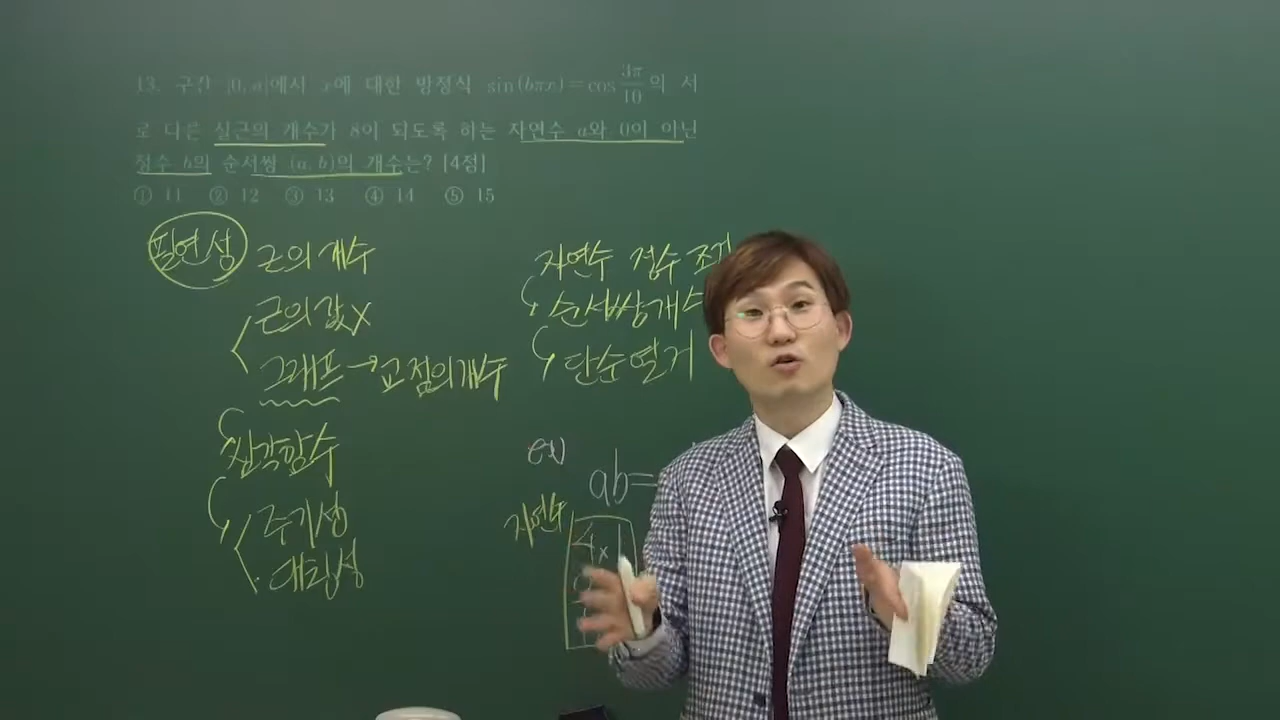 13. 구간 [0, a]에서 x에 대한 방정식 sin(bπx)=cos 3π/10의 서
로 다른 실근의 개수가 8이 되도록 하는 자연수 a와 0이 아닌
정수 b의 순서쌍 (a, b)의 개수는? [4점]
① 11 ② 12 ③ 13 ④ 14 ⑤ 15
필연성 근의 개수
근의 값 X
그래프 → 교점의 개수
삼각함수
주기성
대칭성
자연수 정수 조건
순서쌍 개수
단순 열거
ex)
ab=
자연수
4x1